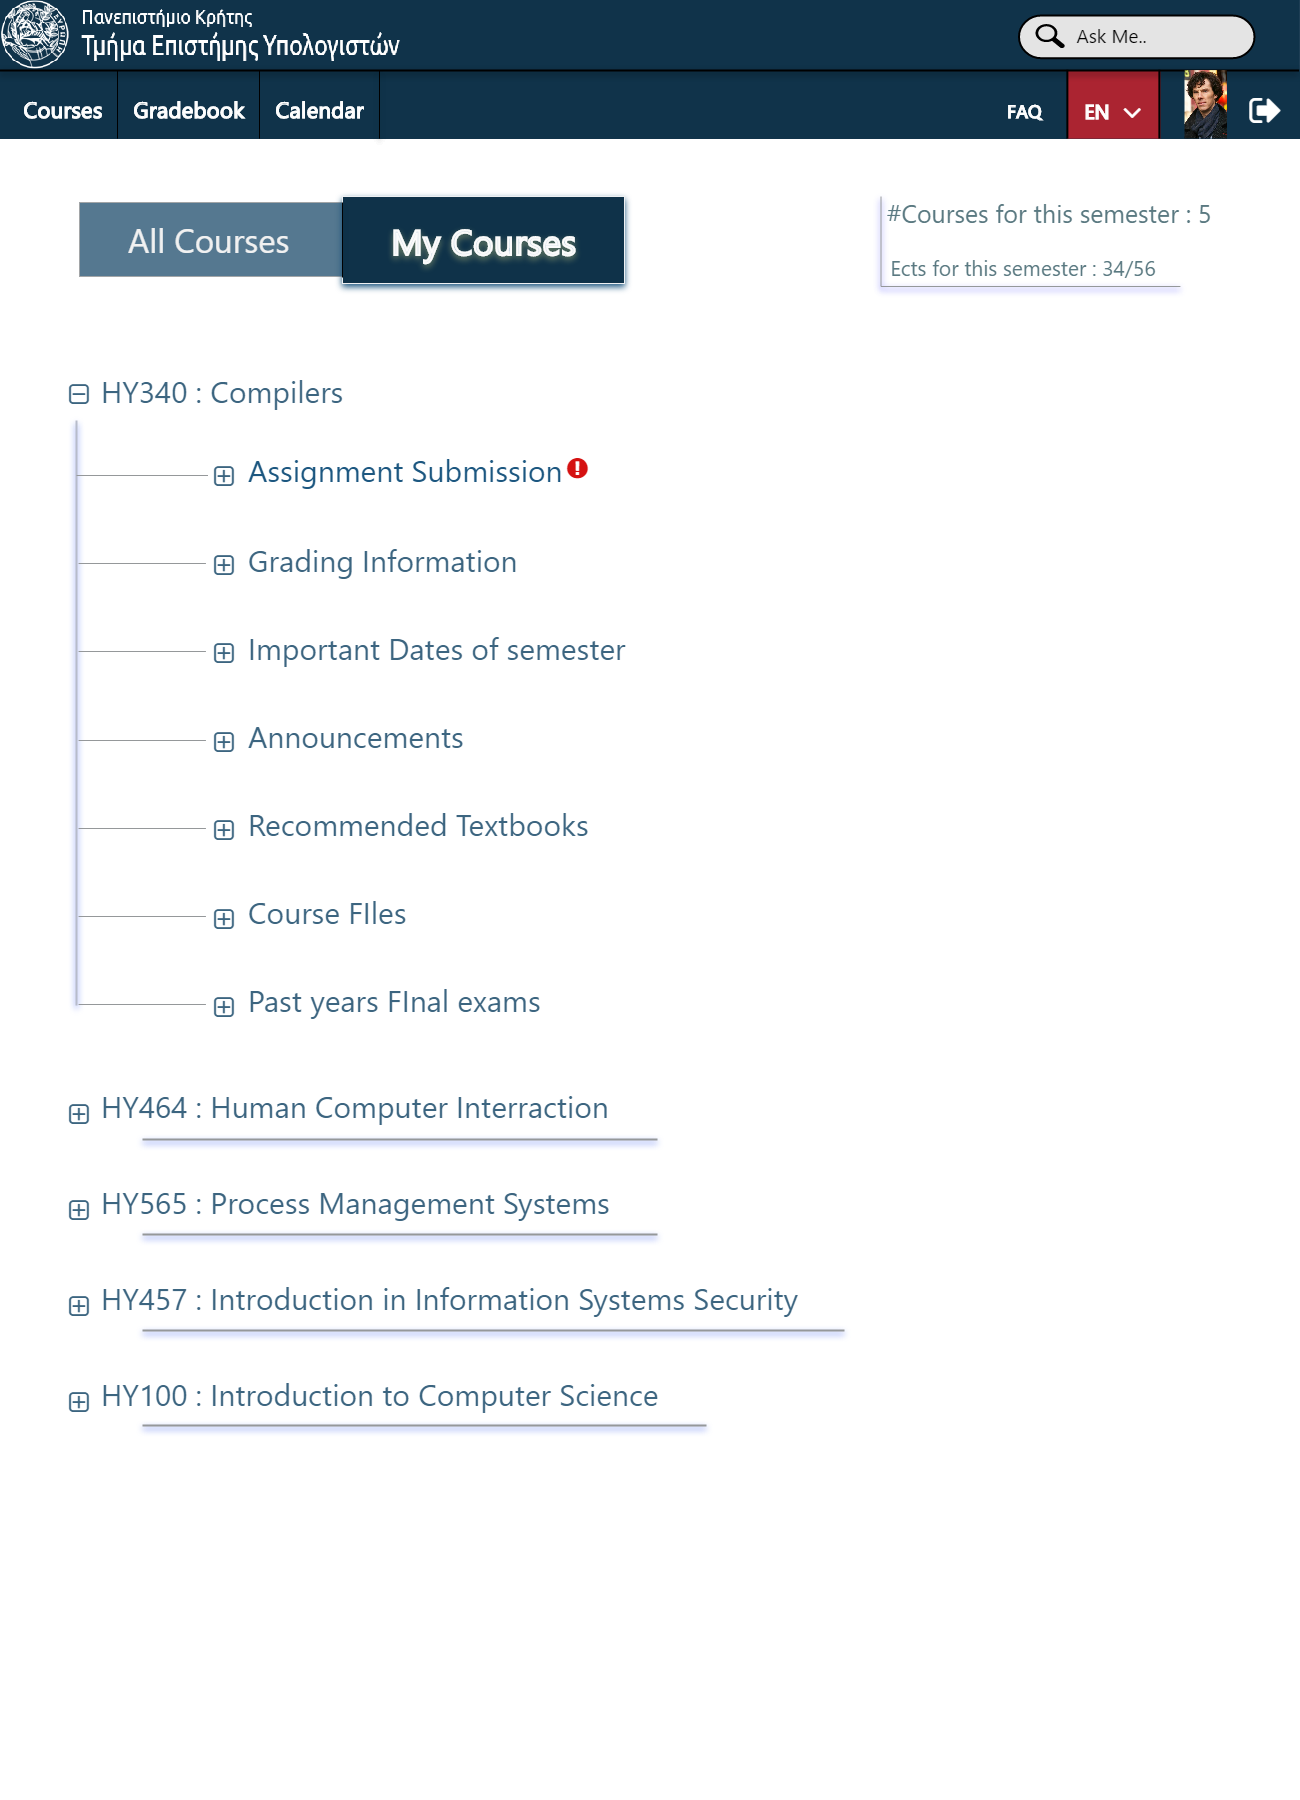 Πανεπιστήμιο Κρήτης
Τμήμα Επιστήμης Υπολογιστών
Ask Me..
Courses Gradebook Calendar FAQ EN
All Courses My Courses
#Courses for this semester : 5
Ects for this semester : 34/56
HY340 : Compilers
Assignment Submission
Grading Information
Important Dates of semester
Announcements
Recommended Textbooks
Course FIles
Past years FInal exams
HY464 : Human Computer Interraction
HY565 : Process Management Systems
HY457 : Introduction in Information Systems Security
HY100 : Introduction to Computer Science